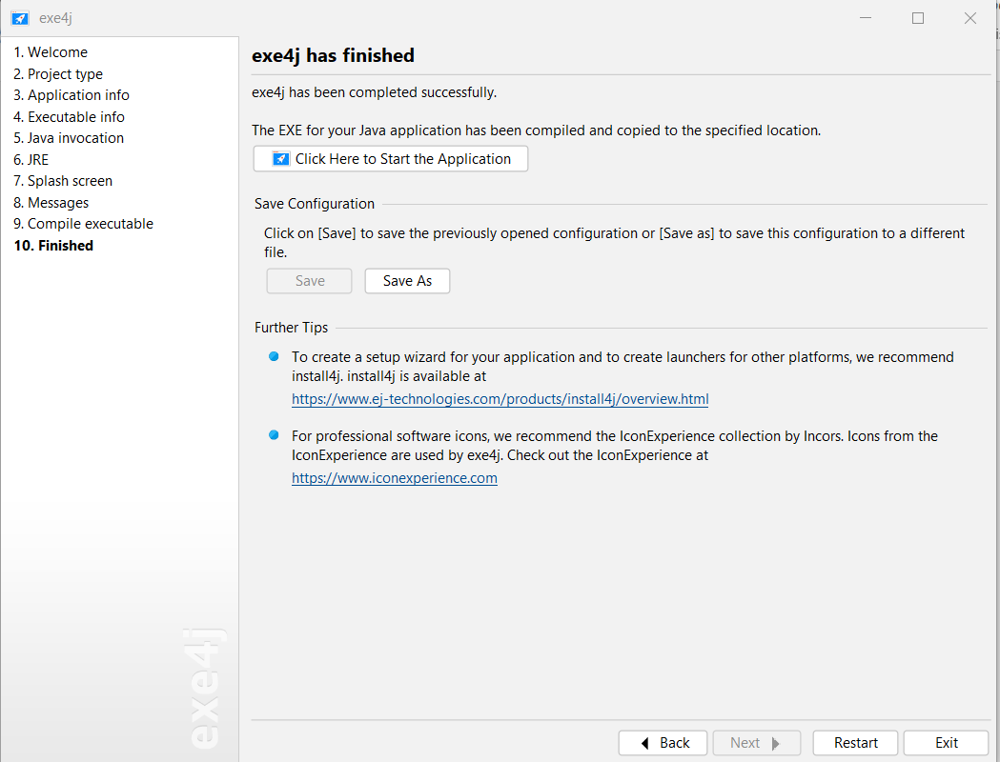 exe4j
1. Welcome
2. Project type
3. Application info
4. Executable info
5. Java invocation
6. JRE
7. Splash screen
8. Messages
9. Compile executable
10. Finished
exe4j
exe4j has finished
exe4j has been completed successfully.
The EXE for your Java application has been compiled and copied to the specified location.
Click Here to Start the Application
Save Configuration
Click on [Save] to save the previously opened configuration or [Save as] to save this configuration to a different
file.
Save Save As
Further Tips
To create a setup wizard for your application and to create launchers for other platforms, we recommend
install4j. install4j is available at
https://www.ej-technologies.com/products/install4j/overview.html
For professional software icons, we recommend the IconExperience collection by Incors. Icons from the
IconExperience are used by exe4j. Check out the IconExperience at
https://www.iconexperience.com
Back Next Restart Exit